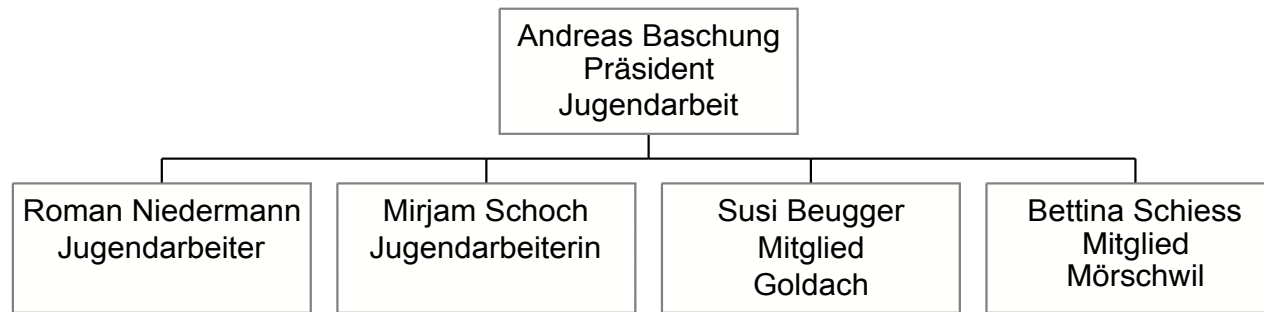 Andreas Baschung
Präsident
Jugendarbeit
Roman Niedermann
Jugendarbeiter
Mirjam Schoch
Jugendarbeiterin
Susi Beugger
Mitglied
Goldach
Bettina Schiess
Mitglied
Mörschwil